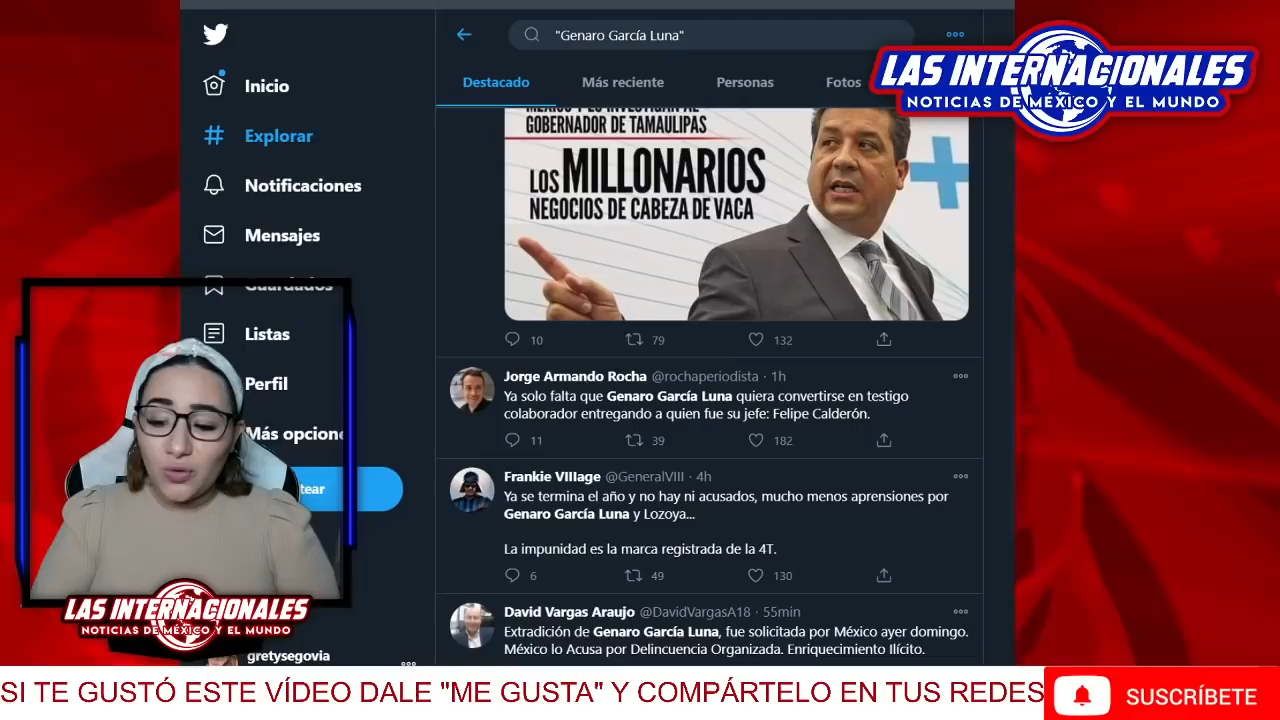 "Genaro García Luna"
Destacado
Más reciente
Personas
Fotos
LAS INTERNACIONALES
NOTICIAS DE MÉXICO Y EL MUNDO
Inicio
Explorar
Notificaciones
Mensajes
Guardados
Listas
Perfil
Más opcione
tear
gretysegovia
GOBERNADOR DE TAMAULIPAS
LOS MILLONARIOS
NEGOCIOS DE CABEZA DE VACA
10 79 132
Jorge Armando Rocha @rochaperiodista · 1h
Ya solo falta que Genaro García Luna quiera convertirse en testigo
colaborador entregando a quien fue su jefe: Felipe Calderón.
11 39 182
Frankie VIIlage @GeneralVIII · 4h
Ya se termina el año y no hay ni acusados, mucho menos aprensiones por
Genaro García Luna y Lozoya...
La impunidad es la marca registrada de la 4T.
6 49 130
David Vargas Araujo @DavidVargasA18 · 55min
Extradición de Genaro García Luna, fue solicitada por México ayer domingo.
México lo Acusa por Delincuencia Organizada. Enriquecimiento Ilícito.
LAS INTERNACIONALES
NOTICIAS DE MÉXICO Y EL MUNDO
SI TE GUSTÓ ESTE VÍDEO DALE "ME GUSTA" Y COMPÁRTELO EN TUS REDES
SUSCRÍBETE